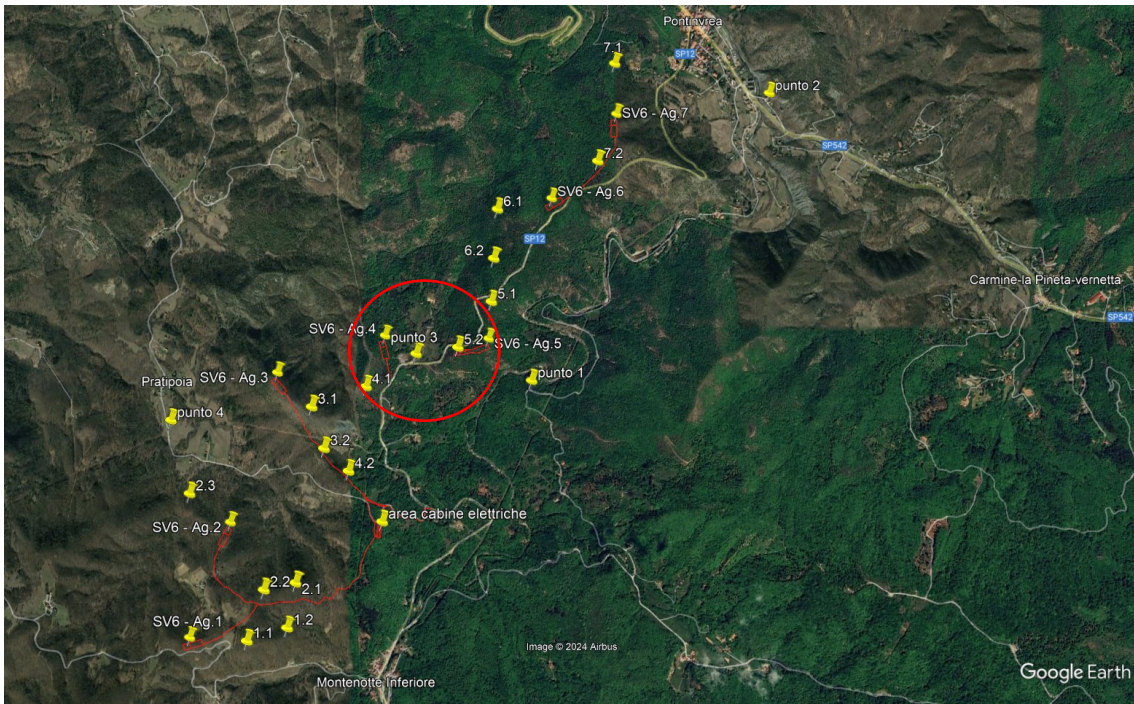 Pontinvrea
7.1
SP12
punto 2
SV6 - Ag.7
SP542
7.2
SV6 - Ag.6
6.1
SP12
6.2
Carmine-la Pineta-vernetta
5.1
SP542
SV6 - Ag.4
punto 3
5.2
SV6 - Ag.5
SV6 - Ag.3
punto 1
Pratipoia
4.1
3.1
punto 4
3.2
4.2
2.3
area cabine elettriche
SV6 - Ag.2
2.2
2.1
SV6 - Ag.1
1.2
1.1
Image © 2024 Airbus
Google Earth
Montenotte Inferiore